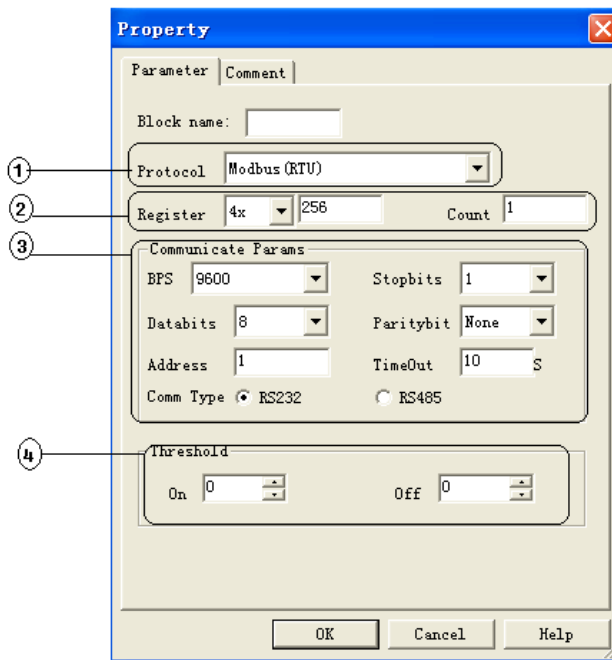 Property
Parameter Comment
Block name:
① Protocol Modbus(RTU)
② Register 4x 256 Count 1
③ Communicate Params
BPS 9600 Stopbits 1
Databits 8 Paritybit None
Address 1 TimeOut 10 S
Comm Type RS232 RS485
④ Threshold
On 0 Off 0
OK Cancel Help